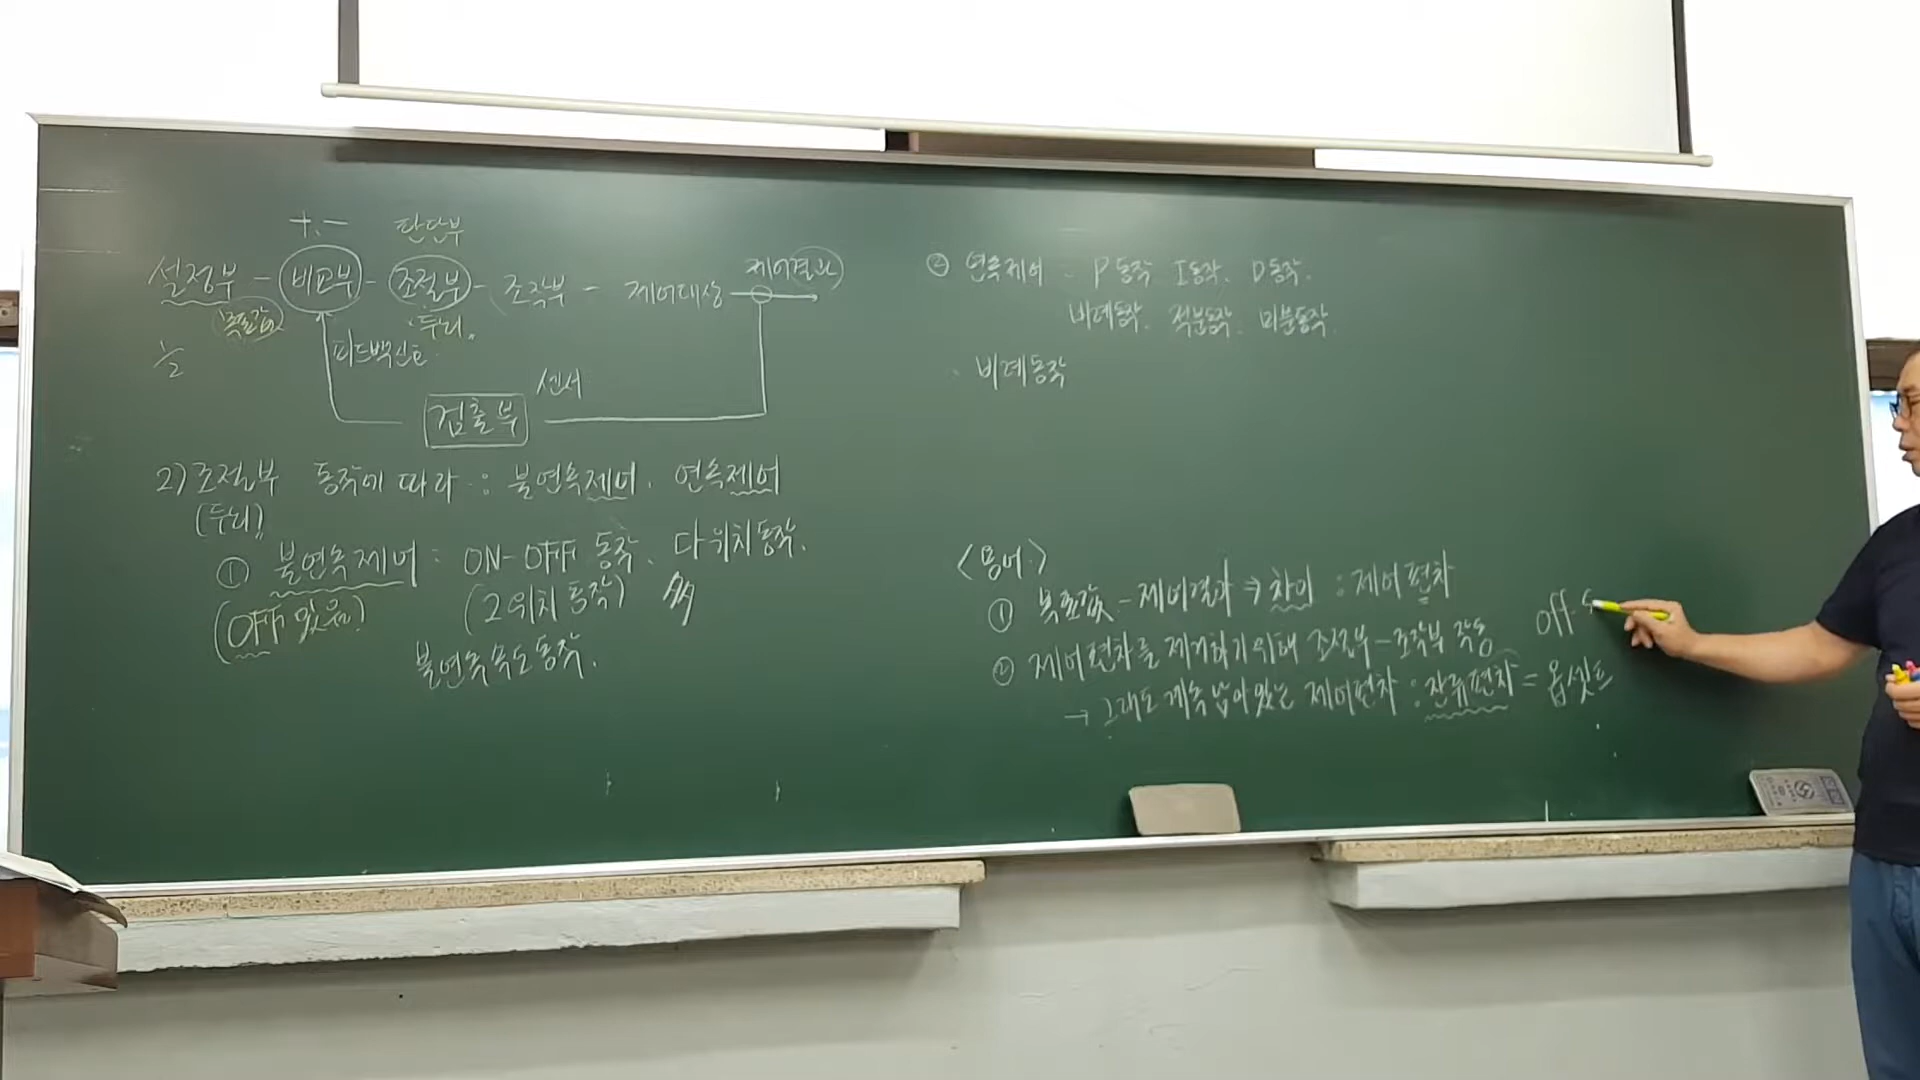 +、−  판단부
설정부 - 비교부 - 조절부 - 조작부 - 제어대상  제어결과
목표값  "두뇌"
피드백신호
½
검출부  센서
2) 조절부 동작에 따라 : 불연속제어. 연속제어
(두뇌)
① 불연속제어 : ON-OFF 동작. 다위치동작.
(OFF 있음) (2위치 동작) 多
불연속 속도 동작.
② 연속제어 - P동작 I동작. D동작.
비례동작. 적분동작. 미분동작.
비례동작
<용어>
① 목표값 - 제어결과 → 차이 : 제어편차
② 제어편차를 제거하기위해 조절부 - 조작부 작동
→ 그래도 계속 남아있는 제어편차 : 잔류편차 = 옵셋트
off-s